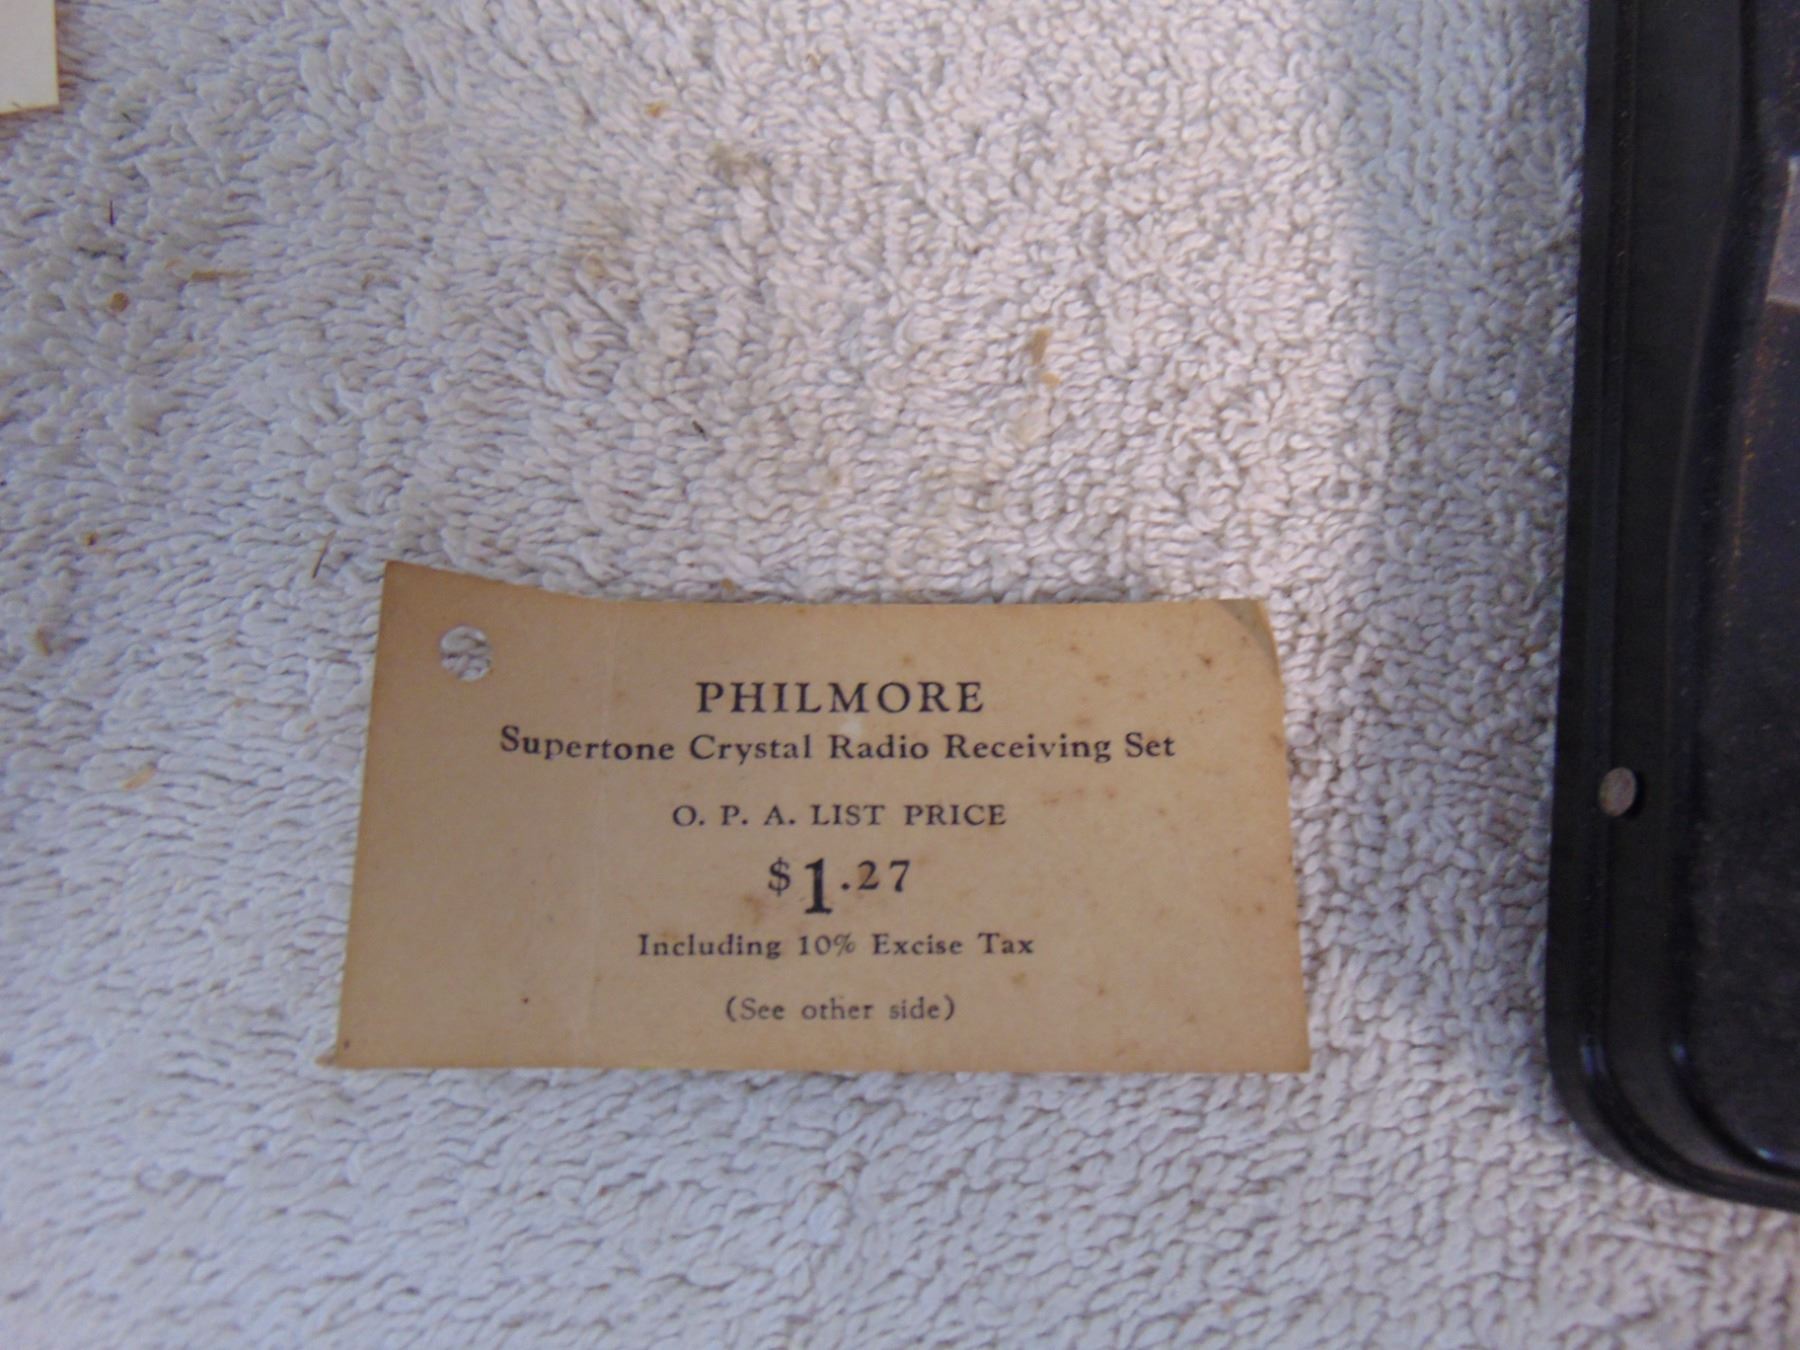 PHILMORE
Supertone Crystal Radio Receiving Set
O. P. A. LIST PRICE
$1.27
Including 10% Excise Tax
(See other side)